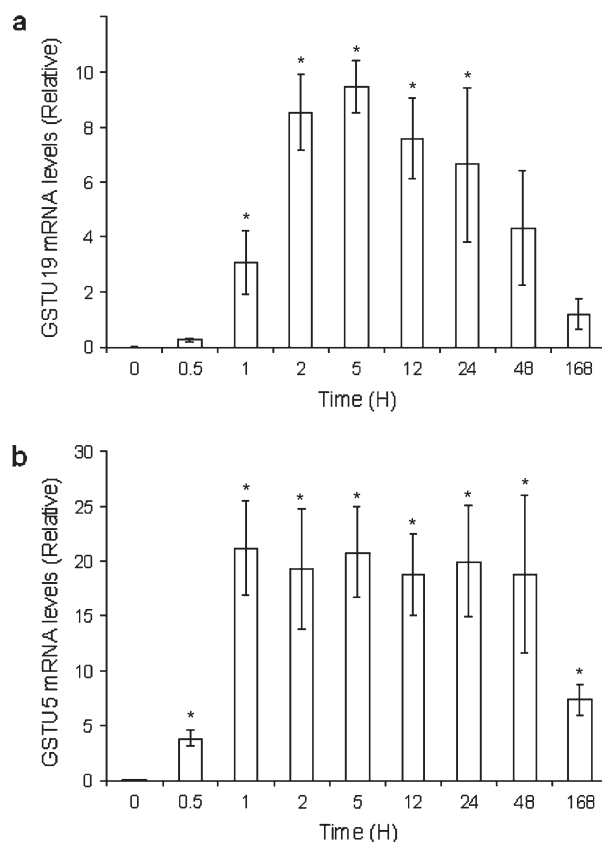 a
GSTU19 mRNA levels (Relative)
10
8
6
4
2
0
* * * * *
0 0.5 1 2 5 12 24 48 168
Time (H)
b
GSTU5 mRNA levels (Relative)
30
25
20
15
10
5
0
* * * * * * * *
0 0.5 1 2 5 12 24 48 168
Time (H)